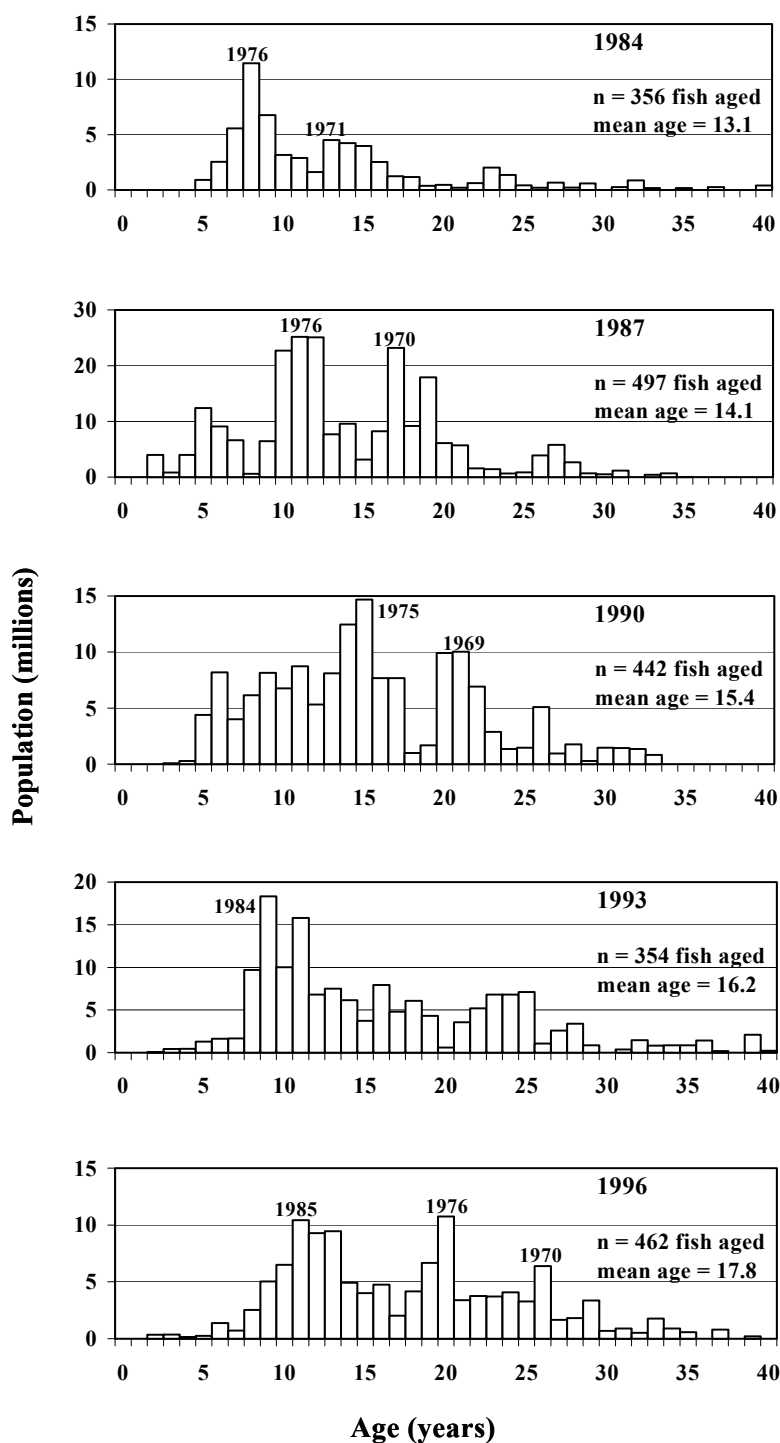 15
10
5
0
1976
1971
1984
n = 356 fish aged
mean age = 13.1
0 5 10 15 20 25 30 35 40
30
20
10
0
1976
1970
1987
n = 497 fish aged
mean age = 14.1
0 5 10 15 20 25 30 35 40
Population (millions)
15
10
5
0
1975
1969
1990
n = 442 fish aged
mean age = 15.4
0 5 10 15 20 25 30 35 40
20
15
10
5
0
1984
1993
n = 354 fish aged
mean age = 16.2
0 5 10 15 20 25 30 35 40
15
10
5
0
1985
1976
1970
1996
n = 462 fish aged
mean age = 17.8
0 5 10 15 20 25 30 35 40
Age (years)